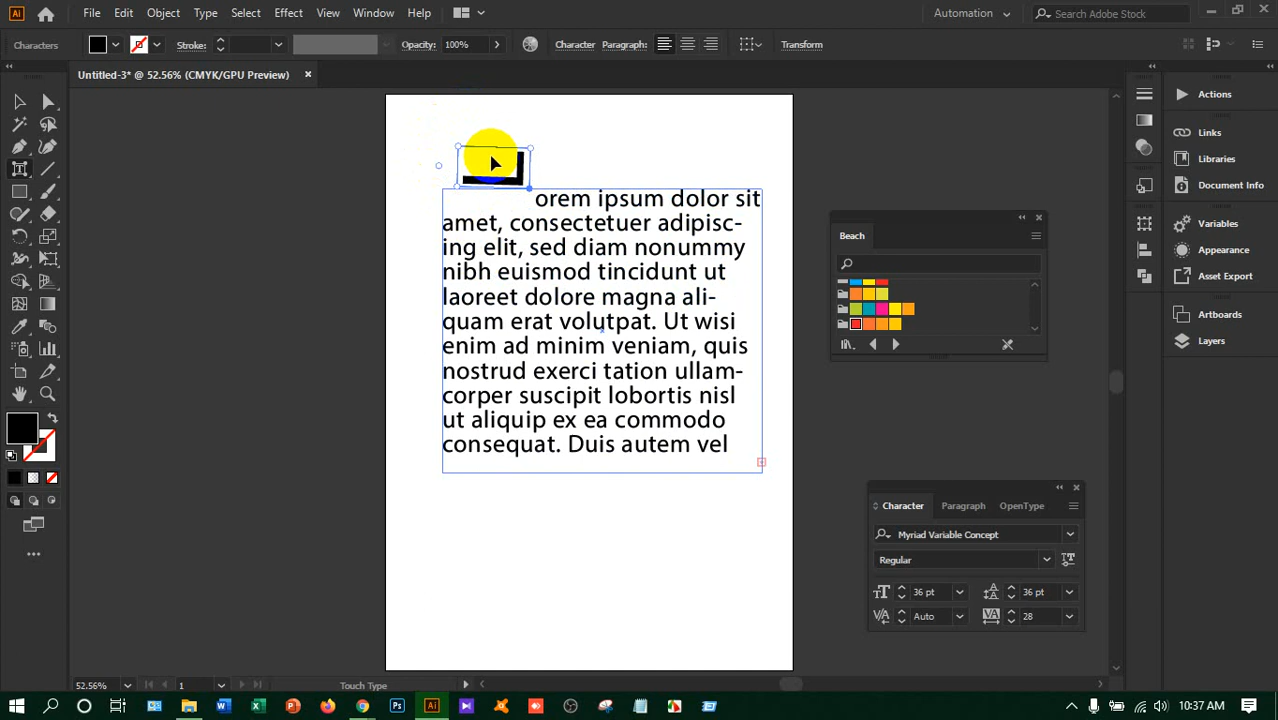 Ai File Edit Object Type Select Effect View Window Help Automation Search Adobe Stock
Characters Stroke: Opacity: 100% Character Paragraph: Transform
Untitled-3* @ 52.56% (CMYK/GPU Preview) ×
L
orem ipsum dolor sit
amet, consectetuer adipisc-
ing elit, sed diam nonummy
nibh euismod tincidunt ut
laoreet dolore magna ali-
quam erat volutpat. Ut wisi
enim ad minim veniam, quis
nostrud exerci tation ullam-
corper suscipit lobortis nisl
ut aliquip ex ea commodo
consequat. Duis autem vel
Beach
Character Paragraph OpenType
Myriad Variable Concept
Regular
36 pt 36 pt
Auto 28
Actions
Links
Document Info
Variables
Appearance
Asset Export
Artboards
Layers
52.56% 1 Touch Type
10:37 AM